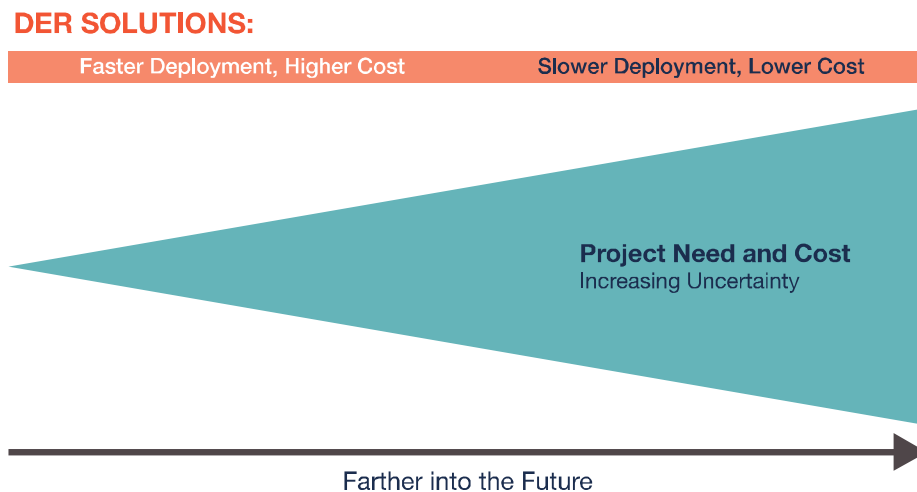 DER SOLUTIONS:
Faster Deployment, Higher Cost
Slower Deployment, Lower Cost
Project Need and Cost
Increasing Uncertainty
Farther into the Future